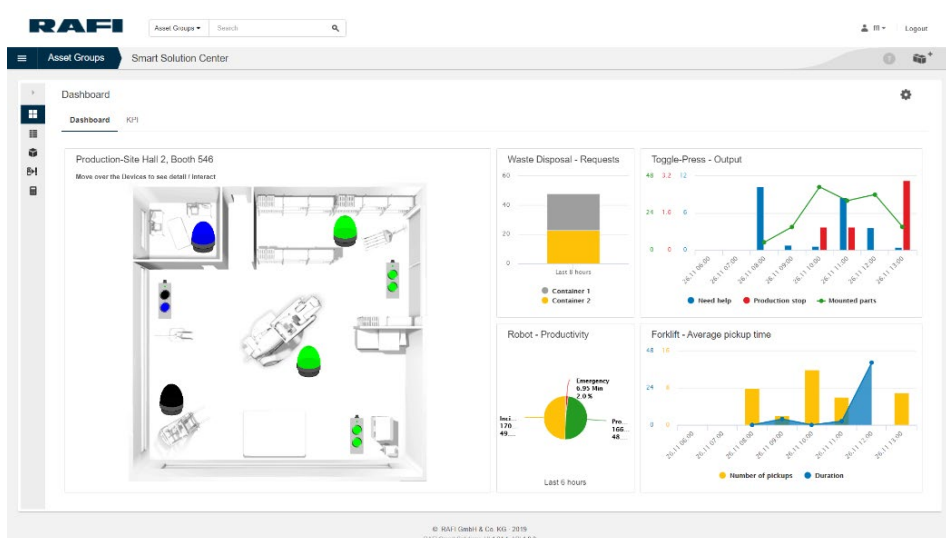 RAFI
Asset Groups
Search
Logout
Asset Groups
Smart Solution Center
Dashboard
Dashboard
KPI
Production-Site Hall 2, Booth 546
Move over the Devices to see detail / Interact
Waste Disposal - Requests
60
40
20
0
Last 8 hours
Container 1
Container 2
Toggle-Press - Output
48 3.2 12
24 1.6 6
0 0 0
26.11 06:00
26.11 07:00
26.11 08:00
26.11 09:00
26.11 10:00
26.11 11:00
26.11 12:00
26.11 13:00
Need help
Production stop
Mounted parts
Robot - Productivity
Emergency
6.95 Min
2.0 %
Inci...
170...
49....
Pro...
166...
48....
Last 6 hours
Forklift - Average pickup time
48
24
0 0
26.11 06:00
26.11 07:00
26.11 08:00
26.11 09:00
26.11 10:00
26.11 11:00
26.11 12:00
26.11 13:00
Number of pickups
Duration
© RAFI GmbH & Co. KG - 2019